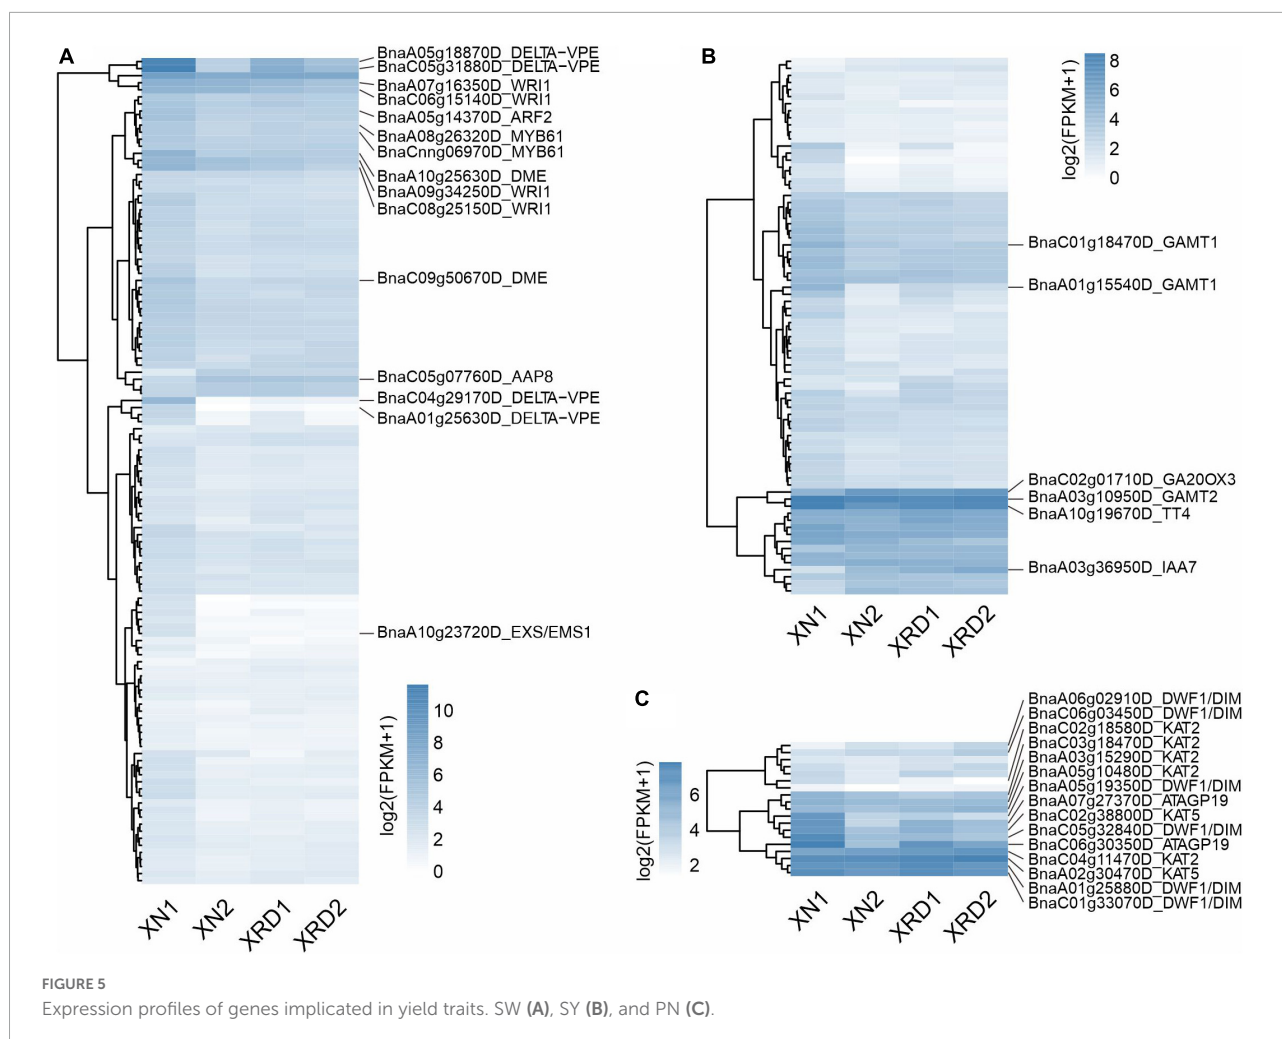 A
BnaA05g18870D_DELTA−VPE
BnaC05g31880D_DELTA−VPE
BnaA07g16350D_WRI1
BnaC06g15140D_WRI1
BnaA05g14370D_ARF2
BnaA08g26320D_MYB61
BnaCnng06970D_MYB61
BnaA10g25630D_DME
BnaA09g34250D_WRI1
BnaC08g25150D_WRI1
BnaC09g50670D_DME
BnaC05g07760D_AAP8
BnaC04g29170D_DELTA−VPE
BnaA01g25630D_DELTA−VPE
BnaA10g23720D_EXS/EMS1
log2(FPKM+1)
10
8
6
4
2
0
XN1
XN2
XRD1
XRD2
B
log2(FPKM+1)
8
6
4
2
0
BnaC01g18470D_GAMT1
BnaA01g15540D_GAMT1
BnaC02g01710D_GA20OX3
BnaA03g10950D_GAMT2
BnaA10g19670D_TT4
BnaA03g36950D_IAA7
XN1
XN2
XRD1
XRD2
C
log2(FPKM+1)
6
4
2
BnaA06g02910D_DWF1/DIM
BnaC06g03450D_DWF1/DIM
BnaC02g18580D_KAT2
BnaC03g18470D_KAT2
BnaA03g15290D_KAT2
BnaA05g10480D_KAT2
BnaA05g19350D_DWF1/DIM
BnaA07g27370D_ATAGP19
BnaC02g38800D_KAT5
BnaC05g32840D_DWF1/DIM
BnaC06g30350D_ATAGP19
BnaC04g11470D_KAT2
BnaA02g30470D_KAT5
BnaA01g25880D_DWF1/DIM
BnaC01g33070D_DWF1/DIM
XN1
XN2
XRD1
XRD2
FIGURE 5
Expression profiles of genes implicated in yield traits. SW (A), SY (B), and PN (C).